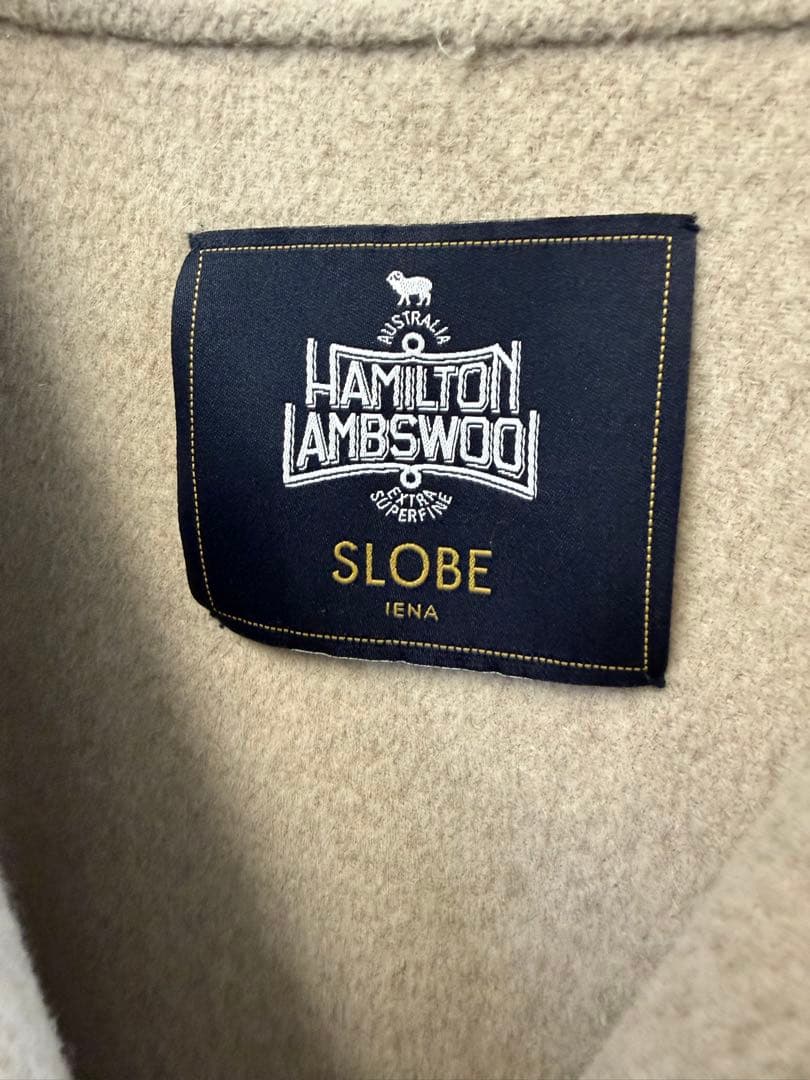 AUSTRALIA
HAMILTON
LAMBSWOOL
EXTRA
SUPERFINE
SLOBE
IENA